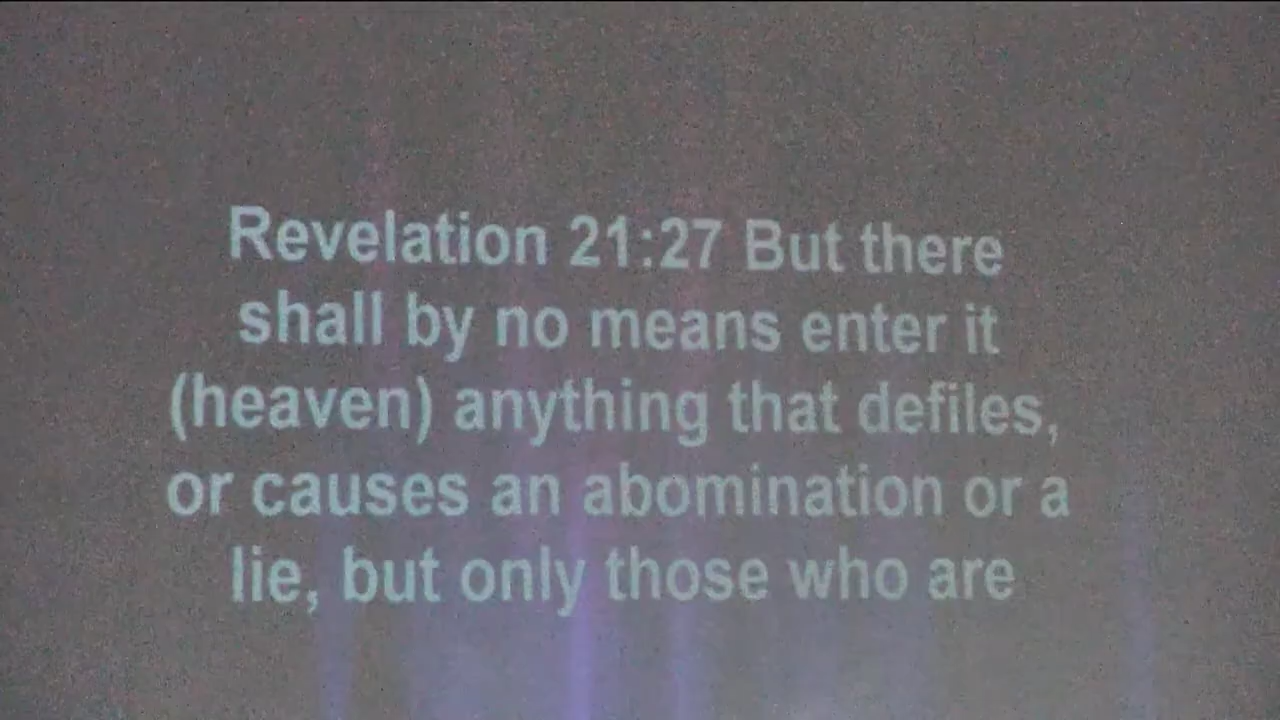 Revelation 21:27 But there
shall by no means enter it
(heaven) anything that defiles,
or causes an abomination or a
lie, but only those who are